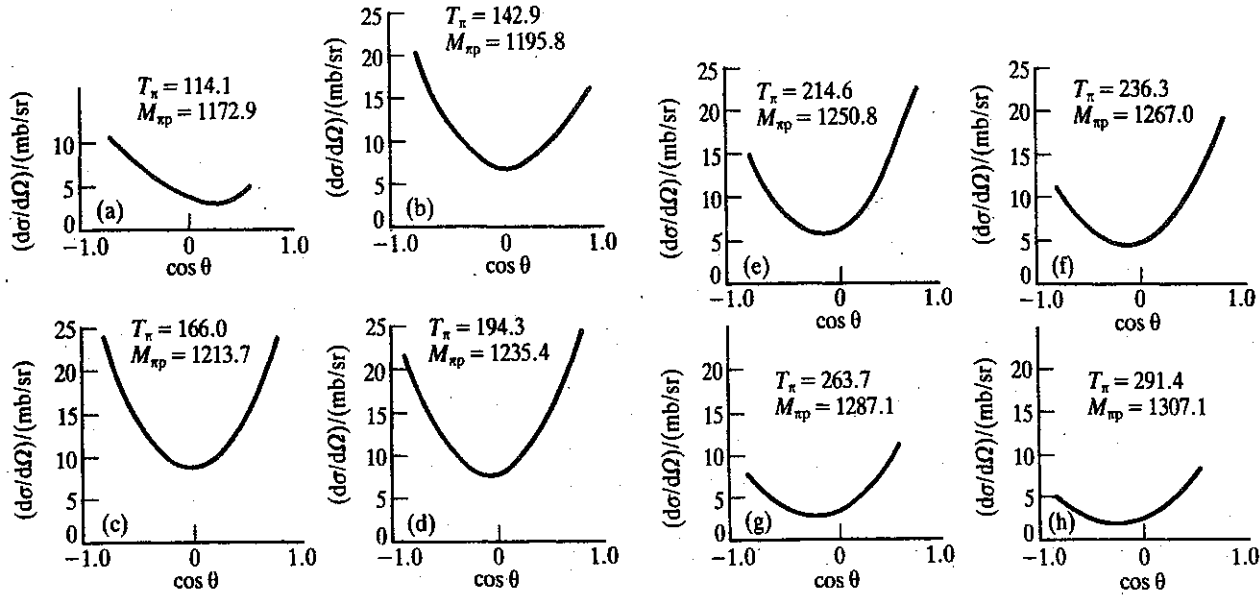 (dσ/dΩ)/(mb/sr)
10
5
0
T_π = 114.1
M_πp = 1172.9
(a)
−1.0 0 1.0
cos θ
(dσ/dΩ)/(mb/sr)
25
20
15
10
5
0
T_π = 142.9
M_πp = 1195.8
(b)
−1.0 0 1.0
cos θ
(dσ/dΩ)/(mb/sr)
25
20
15
10
5
0
T_π = 166.0
M_πp = 1213.7
(c)
−1.0 0 1.0
cos θ
(dσ/dΩ)/(mb/sr)
25
20
15
10
5
0
T_π = 194.3
M_πp = 1235.4
(d)
−1.0 0 1.0
cos θ
(dσ/dΩ)/(mb/sr)
25
20
15
10
5
0
T_π = 214.6
M_πp = 1250.8
(e)
−1.0 0 1.0
cos θ
(dσ/dΩ)/(mb/sr)
25
20
15
10
5
0
T_π = 236.3
M_πp = 1267.0
(f)
−1.0 0 1.0
cos θ
(dσ/dΩ)/(mb/sr)
20
15
10
5
0
T_π = 263.7
M_πp = 1287.1
(g)
−1.0 0 1.0
cos θ
(dσ/dΩ)/(mb/sr)
20
15
10
5
0
T_π = 291.4
M_πp = 1307.1
(h)
−1.0 0 1.0
cos θ